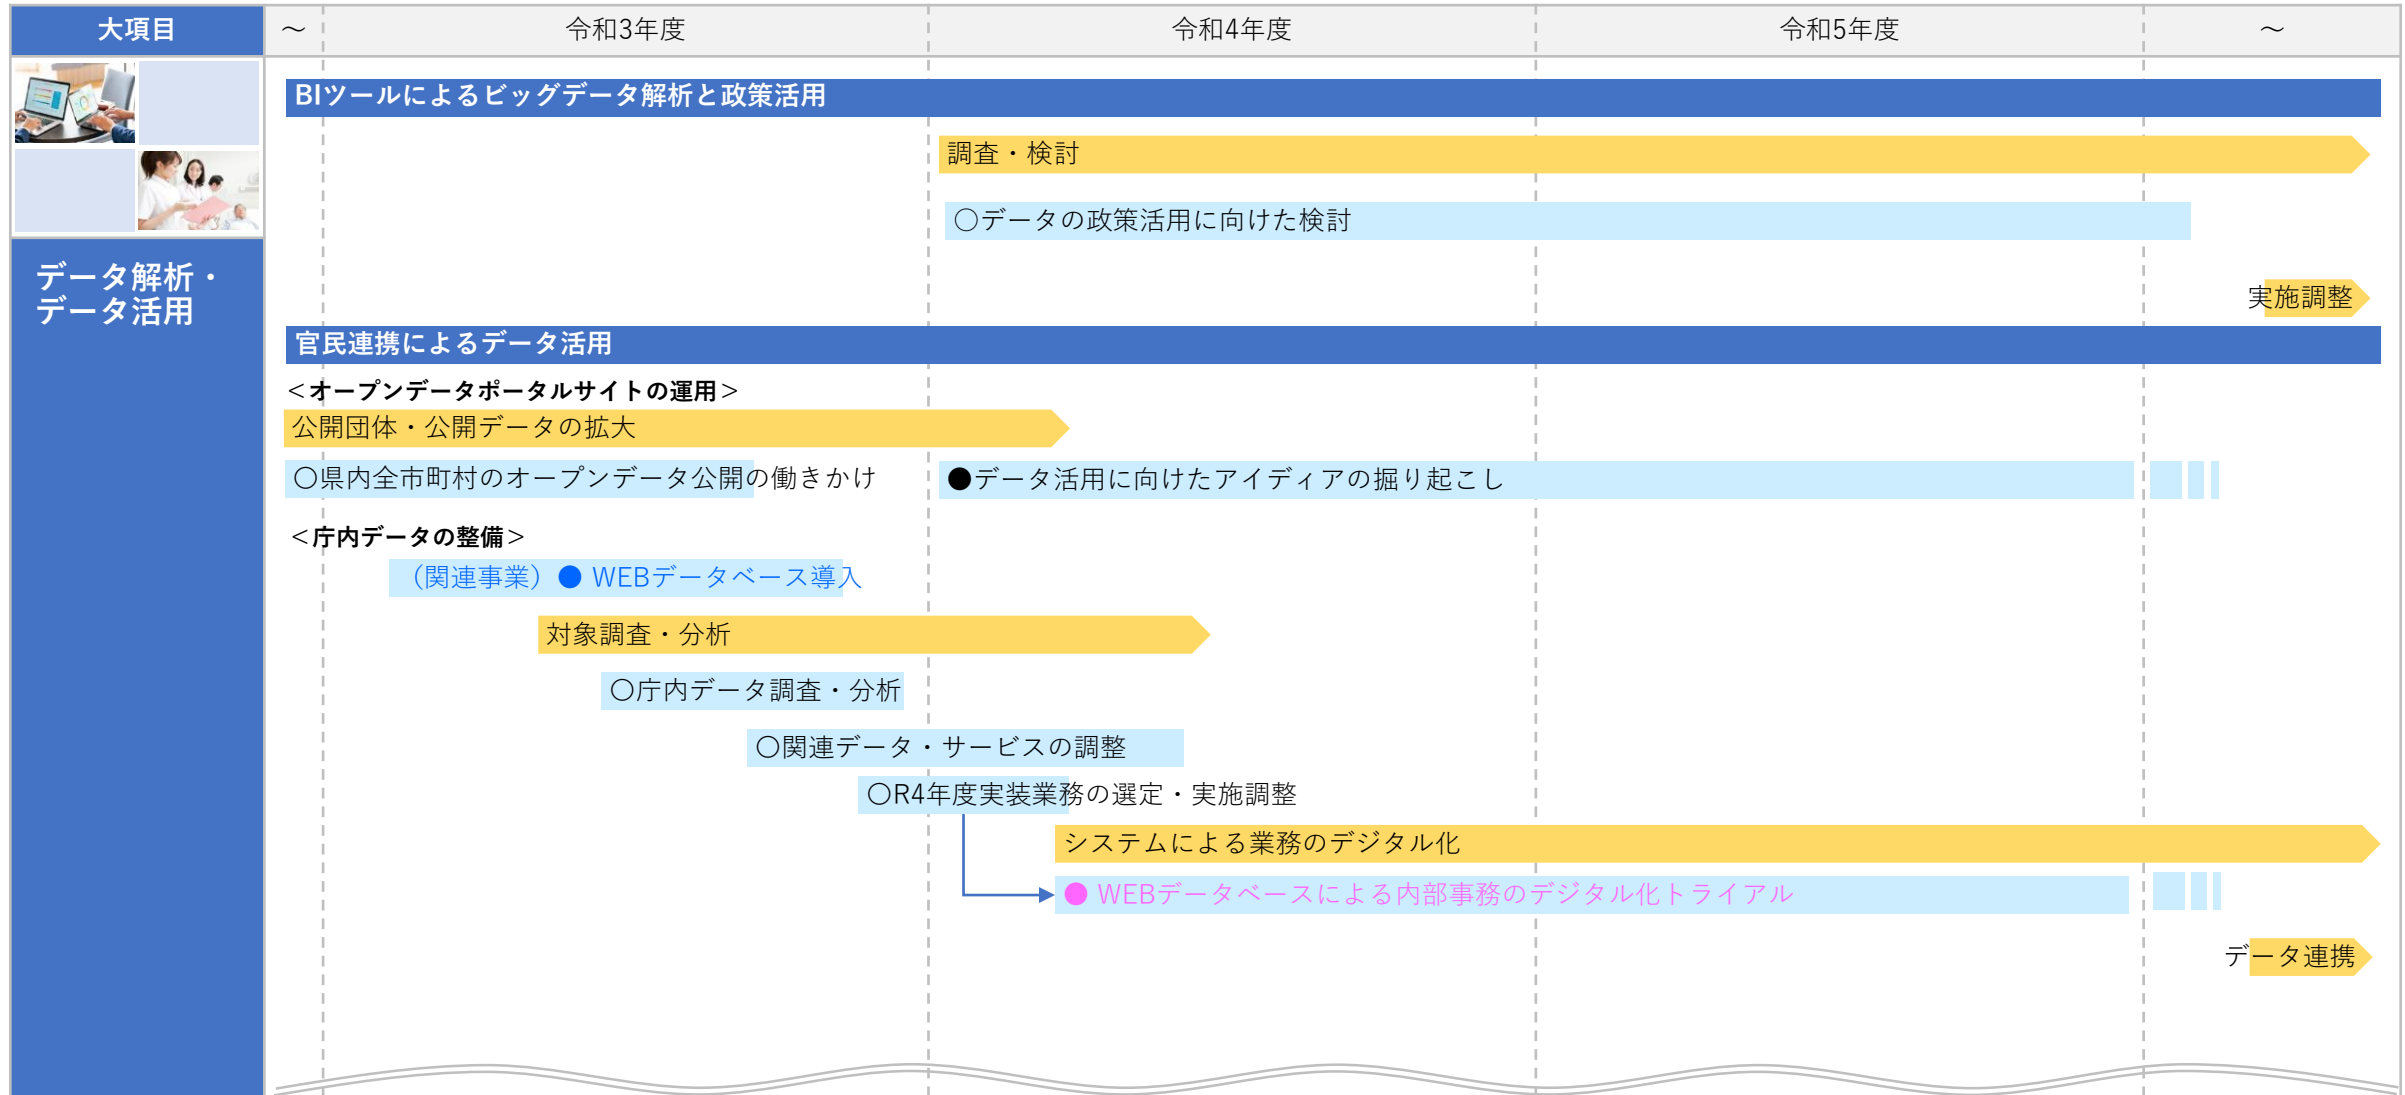 大項目
～
令和3年度
令和4年度
令和5年度
～
データ解析・
データ活用
BIツールによるビッグデータ解析と政策活用
調査・検討
○データの政策活用に向けた検討
実施調整
官民連携によるデータ活用
＜オープンデータポータルサイトの運用＞
公開団体・公開データの拡大
○県内全市町村のオープンデータ公開の働きかけ
●データ活用に向けたアイディアの掘り起こし
＜庁内データの整備＞
（関連事業）● WEBデータベース導入
対象調査・分析
○庁内データ調査・分析
○関連データ・サービスの調整
○R4年度実装業務の選定・実施調整
システムによる業務のデジタル化
● WEBデータベースによる内部事務のデジタル化トライアル
データ連携